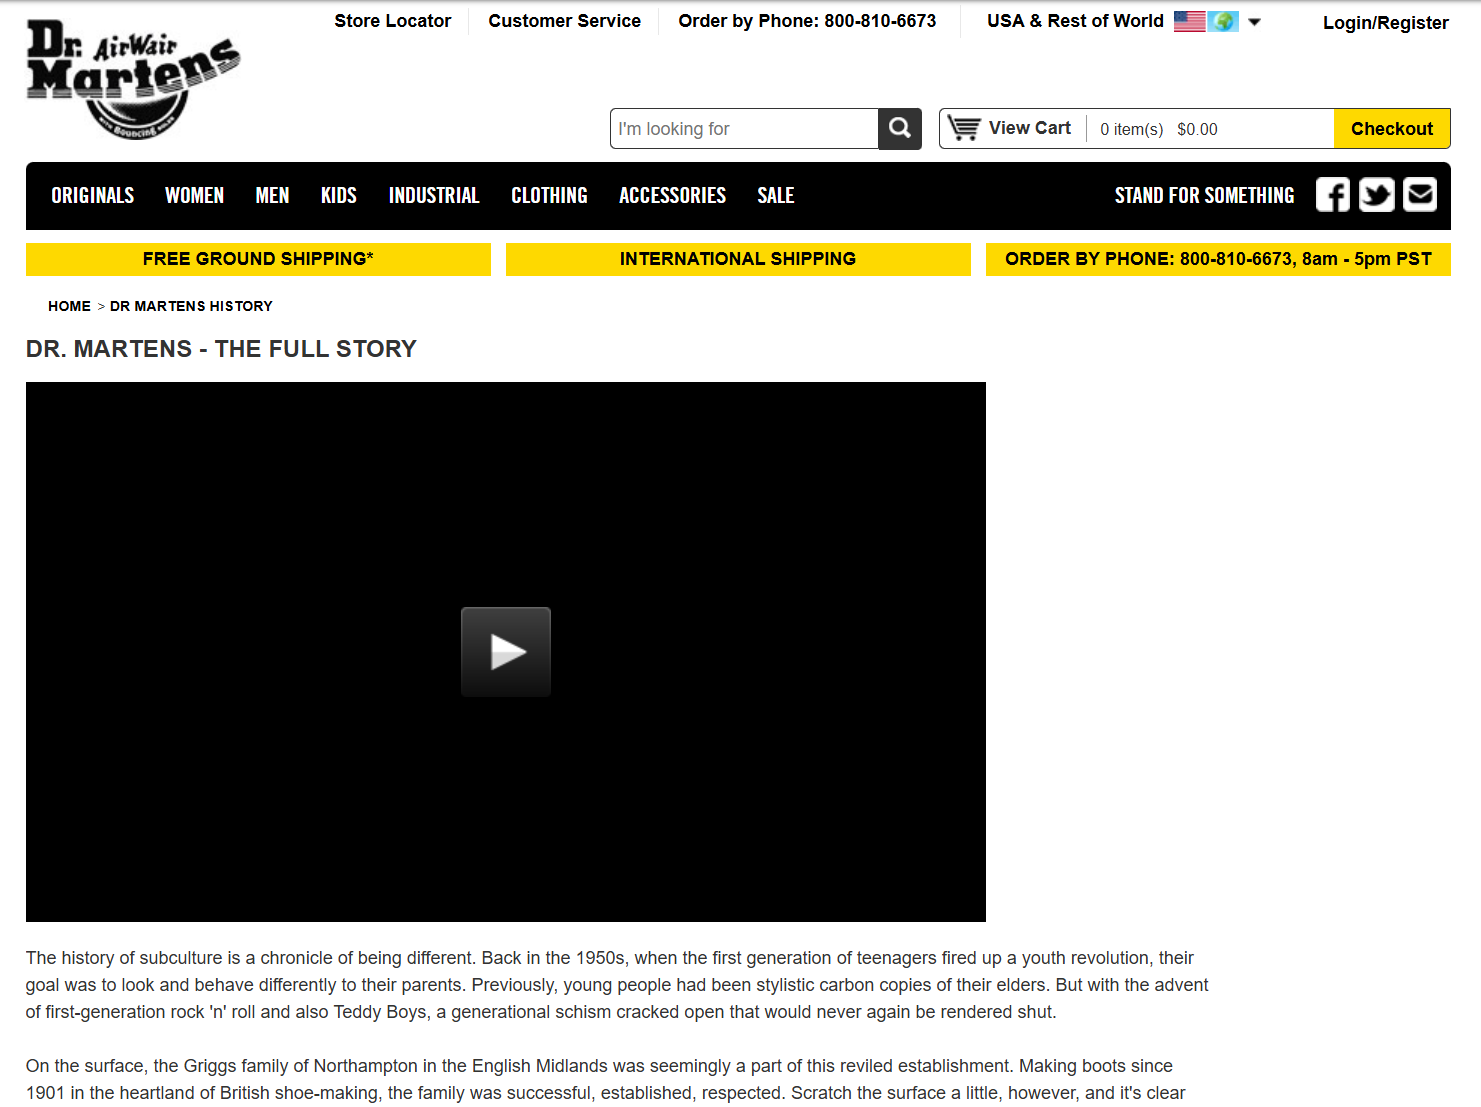 Store Locator
Customer Service
Order by Phone: 800-810-6673
USA & Rest of World
Login/Register
Dr. AirWair
Martens
WITH Bouncing SOLES
I'm looking for
View Cart
0 item(s) $0.00
Checkout
ORIGINALS WOMEN MEN KIDS INDUSTRIAL CLOTHING ACCESSORIES SALE STAND FOR SOMETHING
FREE GROUND SHIPPING*
INTERNATIONAL SHIPPING
ORDER BY PHONE: 800-810-6673, 8am - 5pm PST
HOME > DR MARTENS HISTORY
DR. MARTENS - THE FULL STORY
The history of subculture is a chronicle of being different. Back in the 1950s, when the first generation of teenagers fired up a youth revolution, their
goal was to look and behave differently to their parents. Previously, young people had been stylistic carbon copies of their elders. But with the advent
of first-generation rock 'n' roll and also Teddy Boys, a generational schism cracked open that would never again be rendered shut.
On the surface, the Griggs family of Northampton in the English Midlands was seemingly a part of this reviled establishment. Making boots since
1901 in the heartland of British shoe-making, the family was successful, established, respected. Scratch the surface a little, however, and it's clear